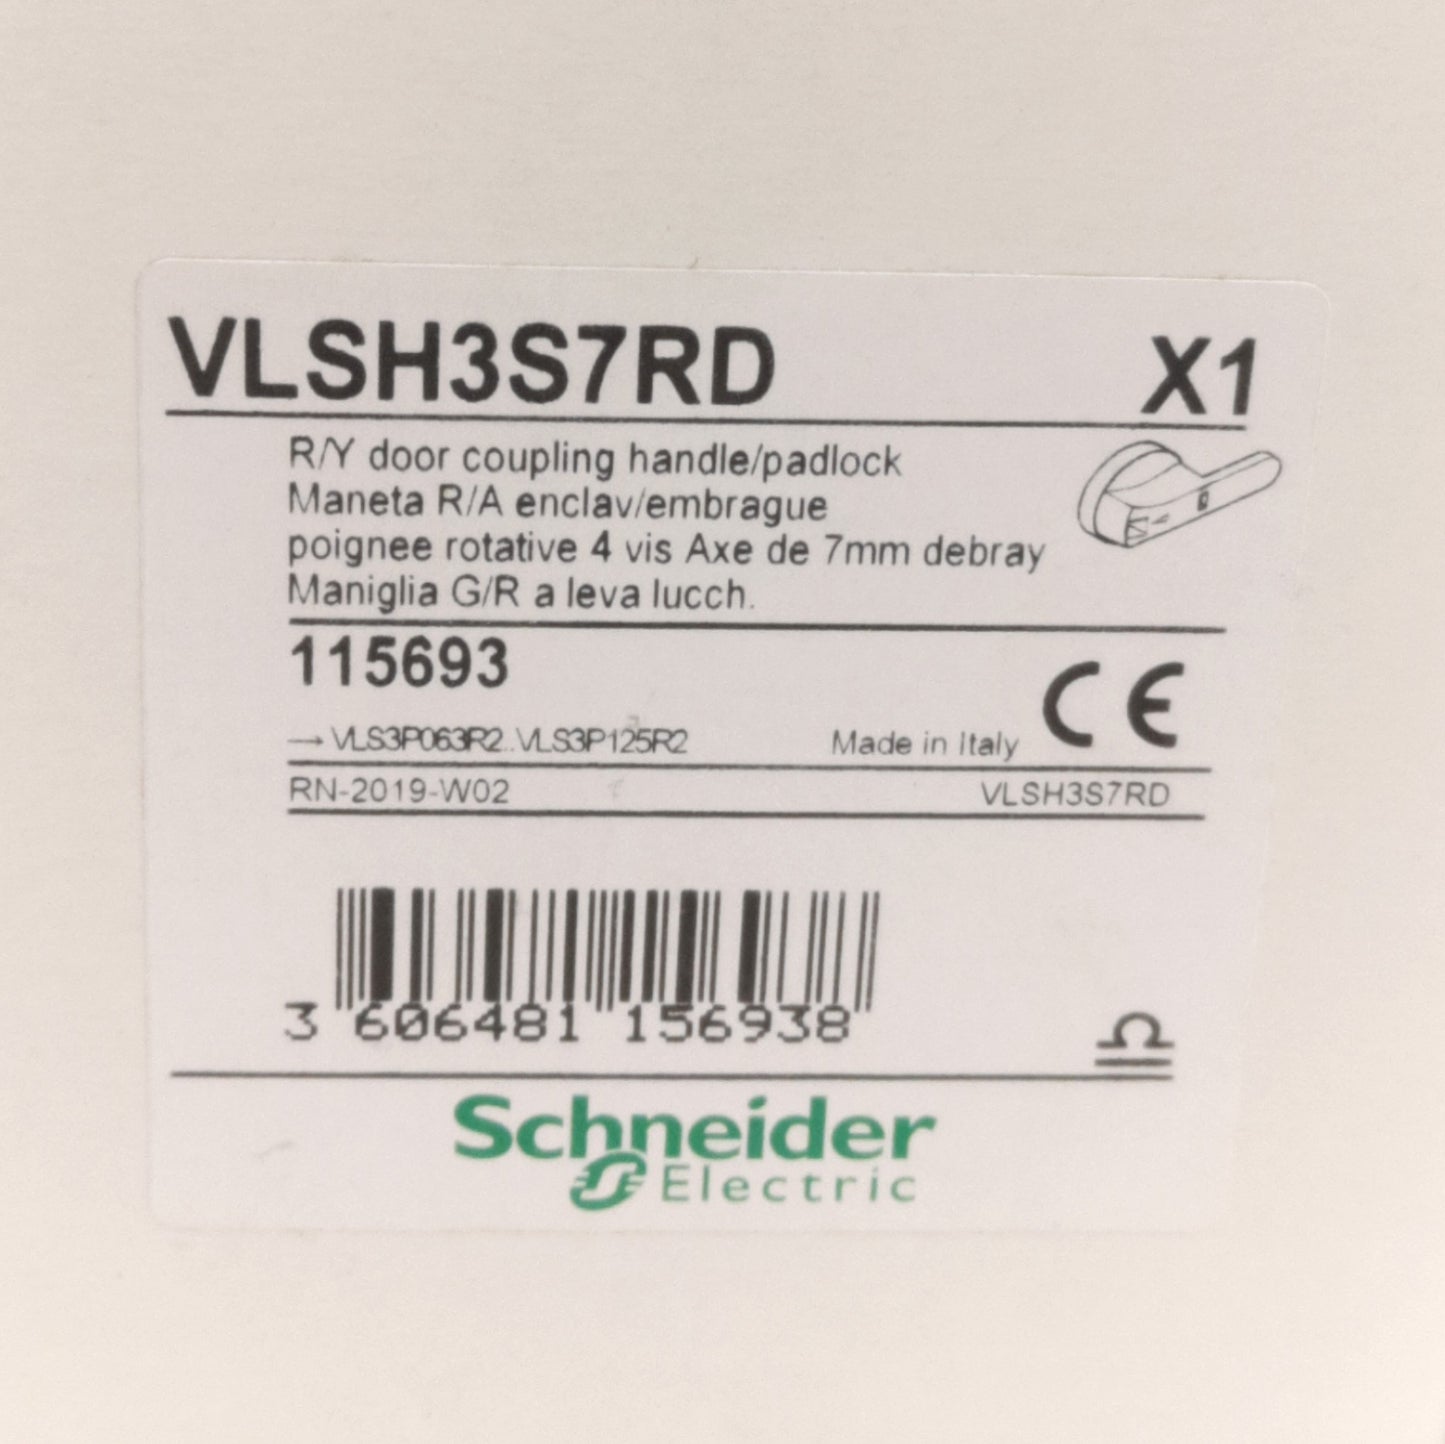 VLSH3S7RD X1
R/Y door coupling handle/padlock
Maneta R/A enclav/embrague
poignee rotative 4 vis Axe de 7mm debray
Maniglia G/R a leva lucch.
115693
→ VLS3P063R2..VLS3P125R2 Made in Italy CE
RN-2019-W02 VLSH3S7RD
3 606481 156938
Schneider
Electric